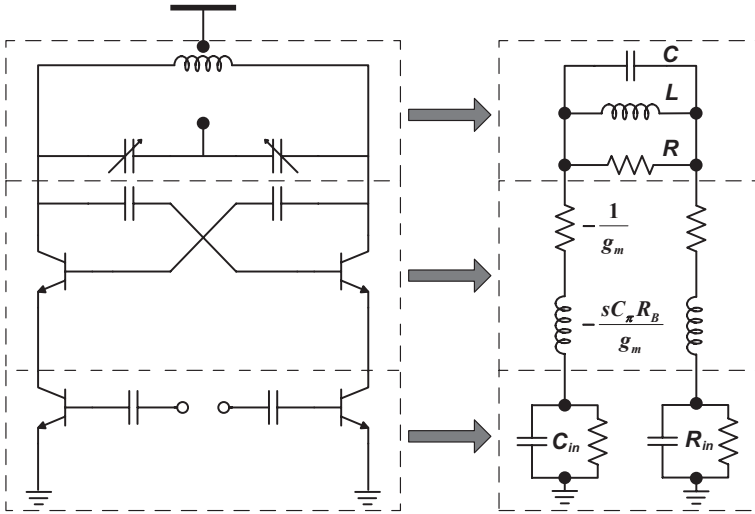 C
L
R
− 1 / g_m
− sC_πR_B / g_m
C_in
R_in